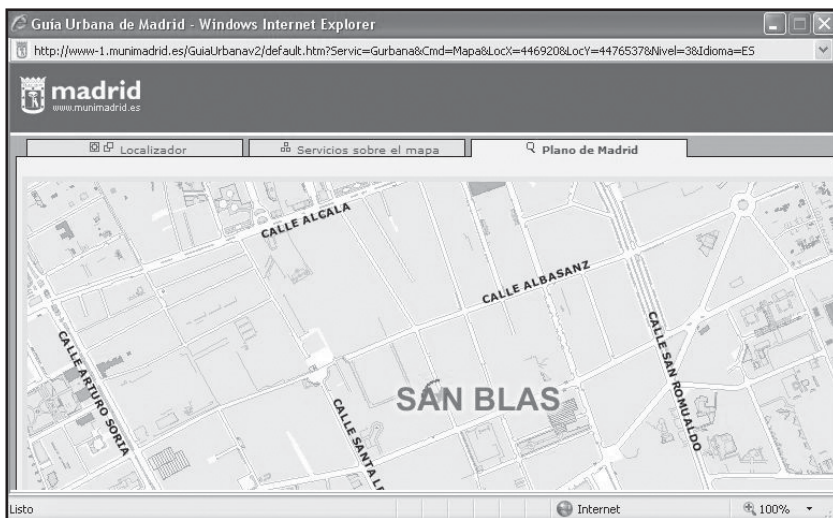 Guía Urbana de Madrid - Windows Internet Explorer
http://www-1.munimadrid.es/GuiaUrbanav2/default.htm?Servic=Gurbana&Cmd=Mapa&LocX=446920&LocY=4476537&Nivel=3&Idioma=ES
madrid
www.munimadrid.es
Localizador
Servicios sobre el mapa
Plano de Madrid
CALLE ALCALA
CALLE ALBASANZ
CALLE ARTURO SORIA
CALLE SAN ROMUALDO
SAN BLAS
CALLE SANTA LE
Listo
Internet
100%